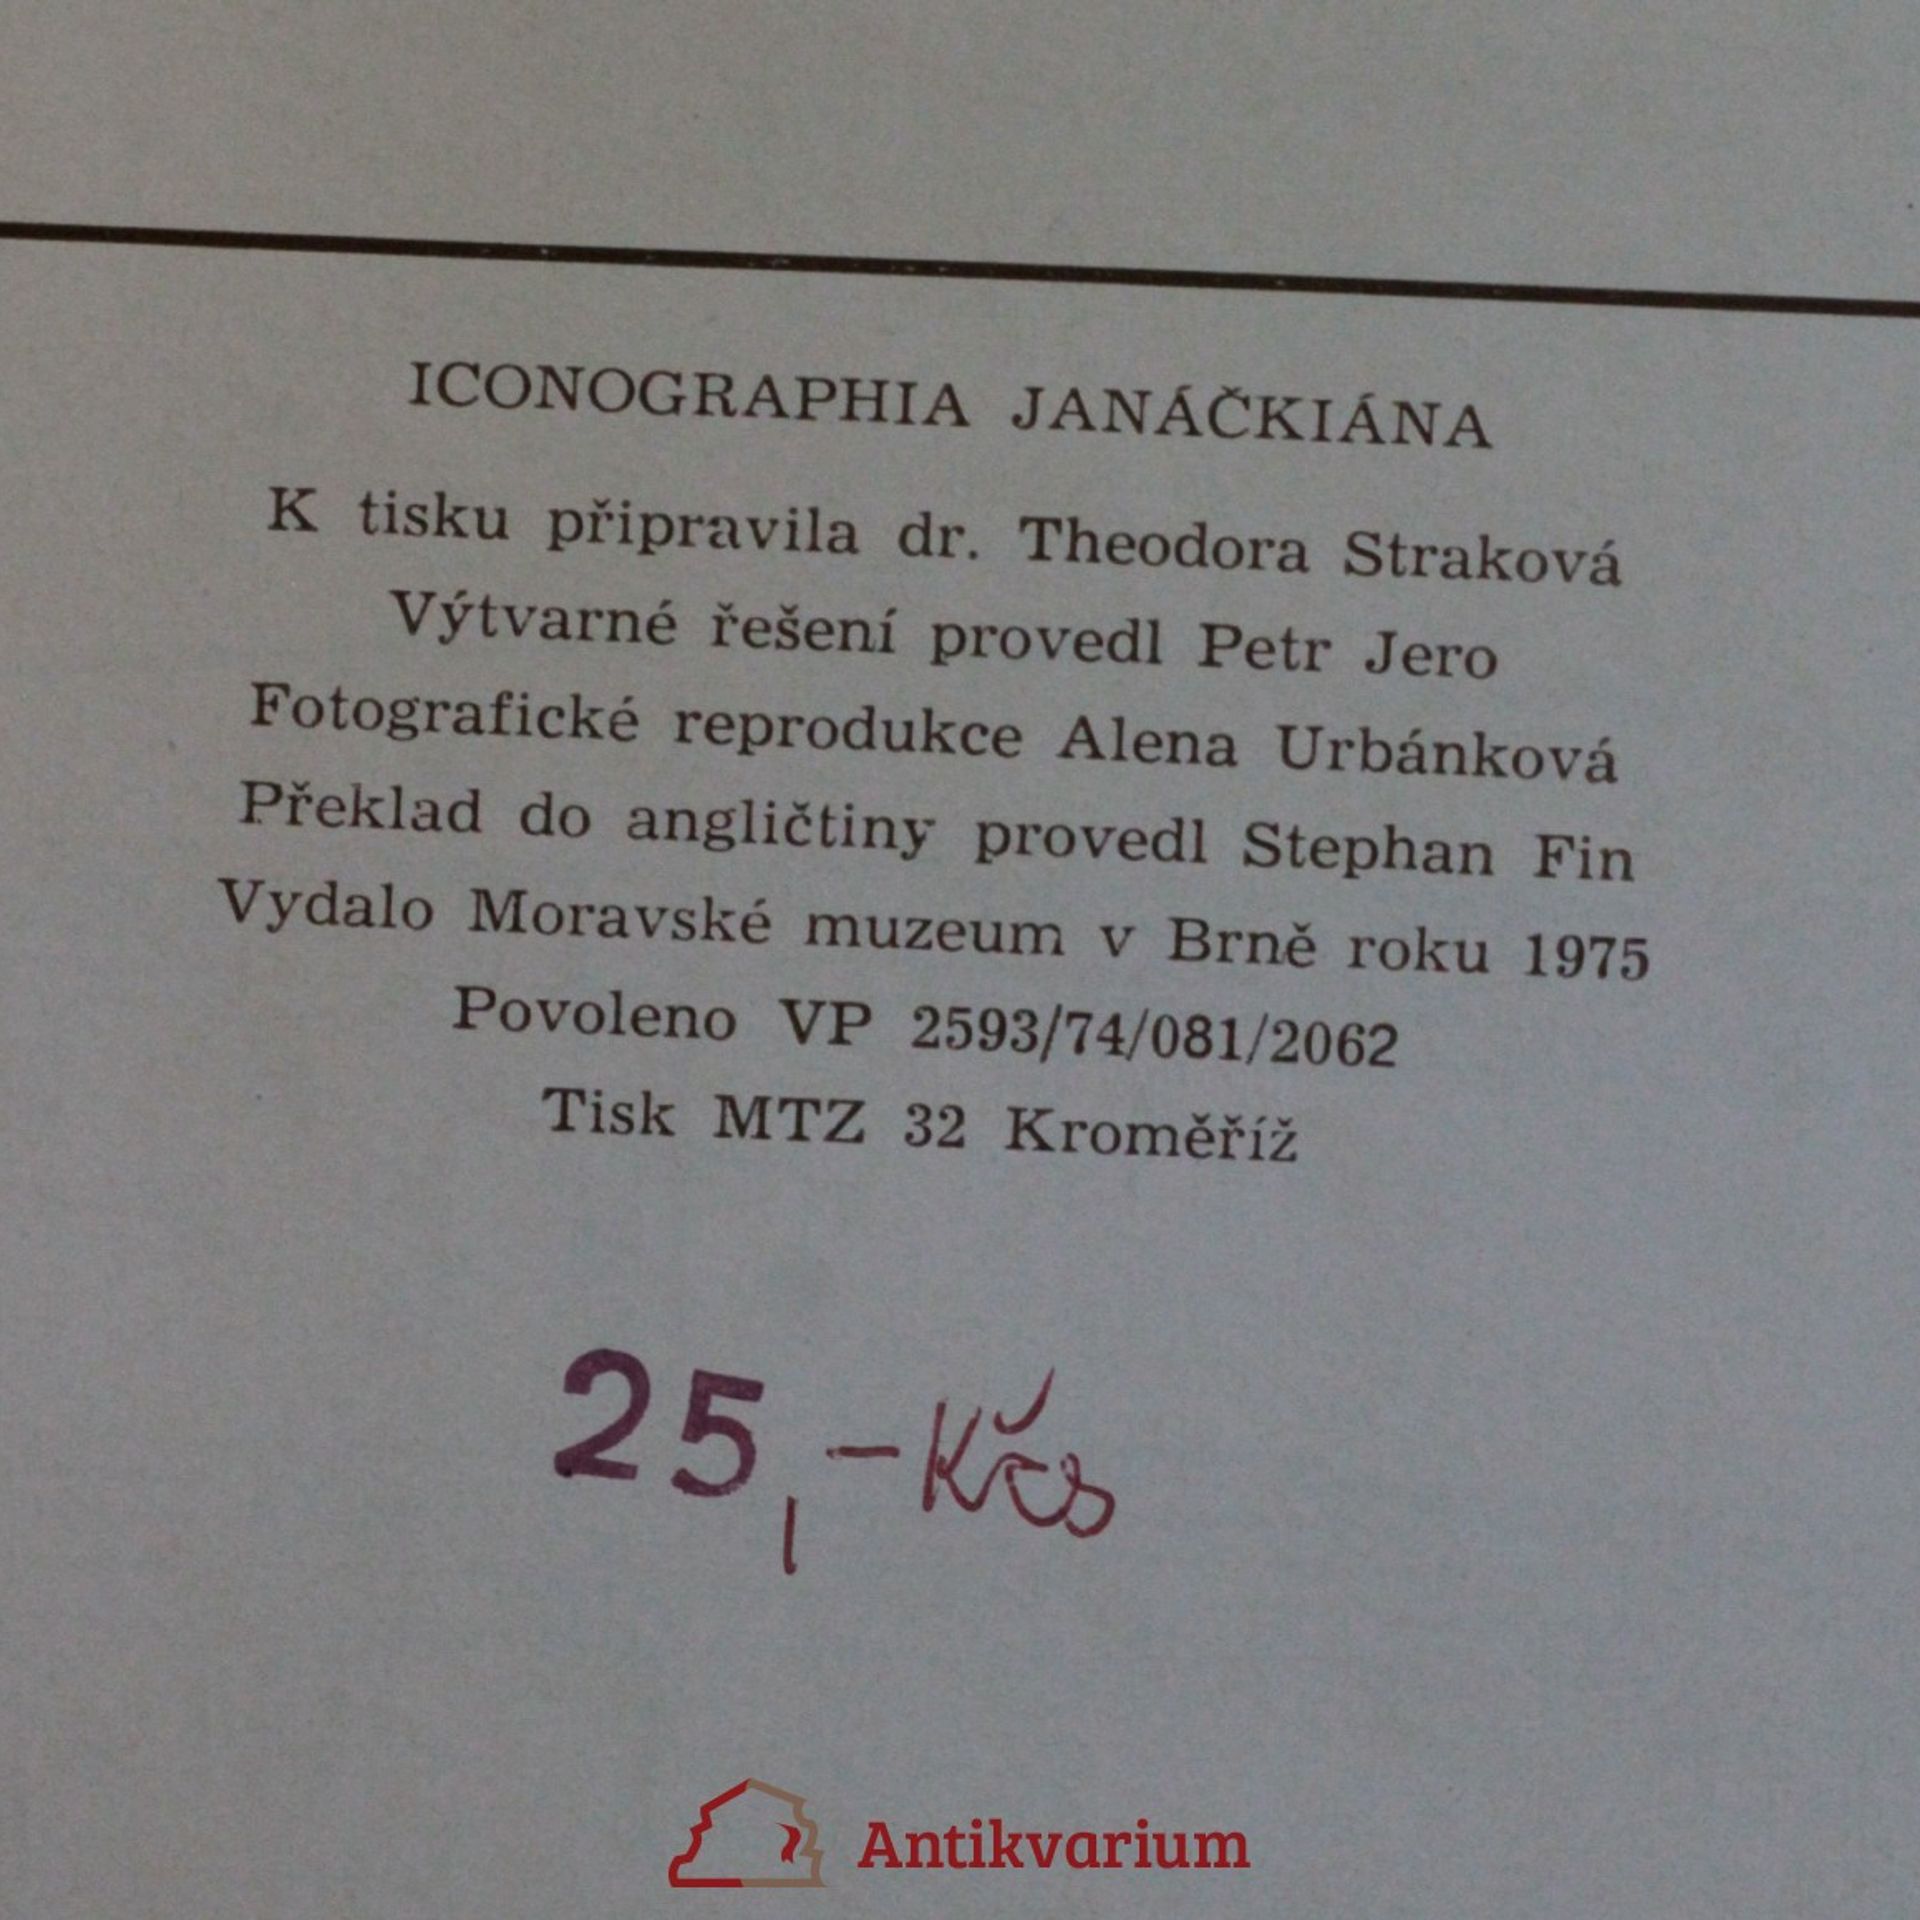 ICONOGRAPHIA JANÁČKIÁNA
K tisku připravila dr. Theodora Straková
Výtvarné řešení provedl Petr Jero
Fotografické reprodukce Alena Urbánková
Překlad do angličtiny provedl Stephan Fin
Vydalo Moravské muzeum v Brně roku 1975
Povoleno VP 2593/74/081/2062
Tisk MTZ 32 Kroměříž
25,- Kčs
Antikvarium